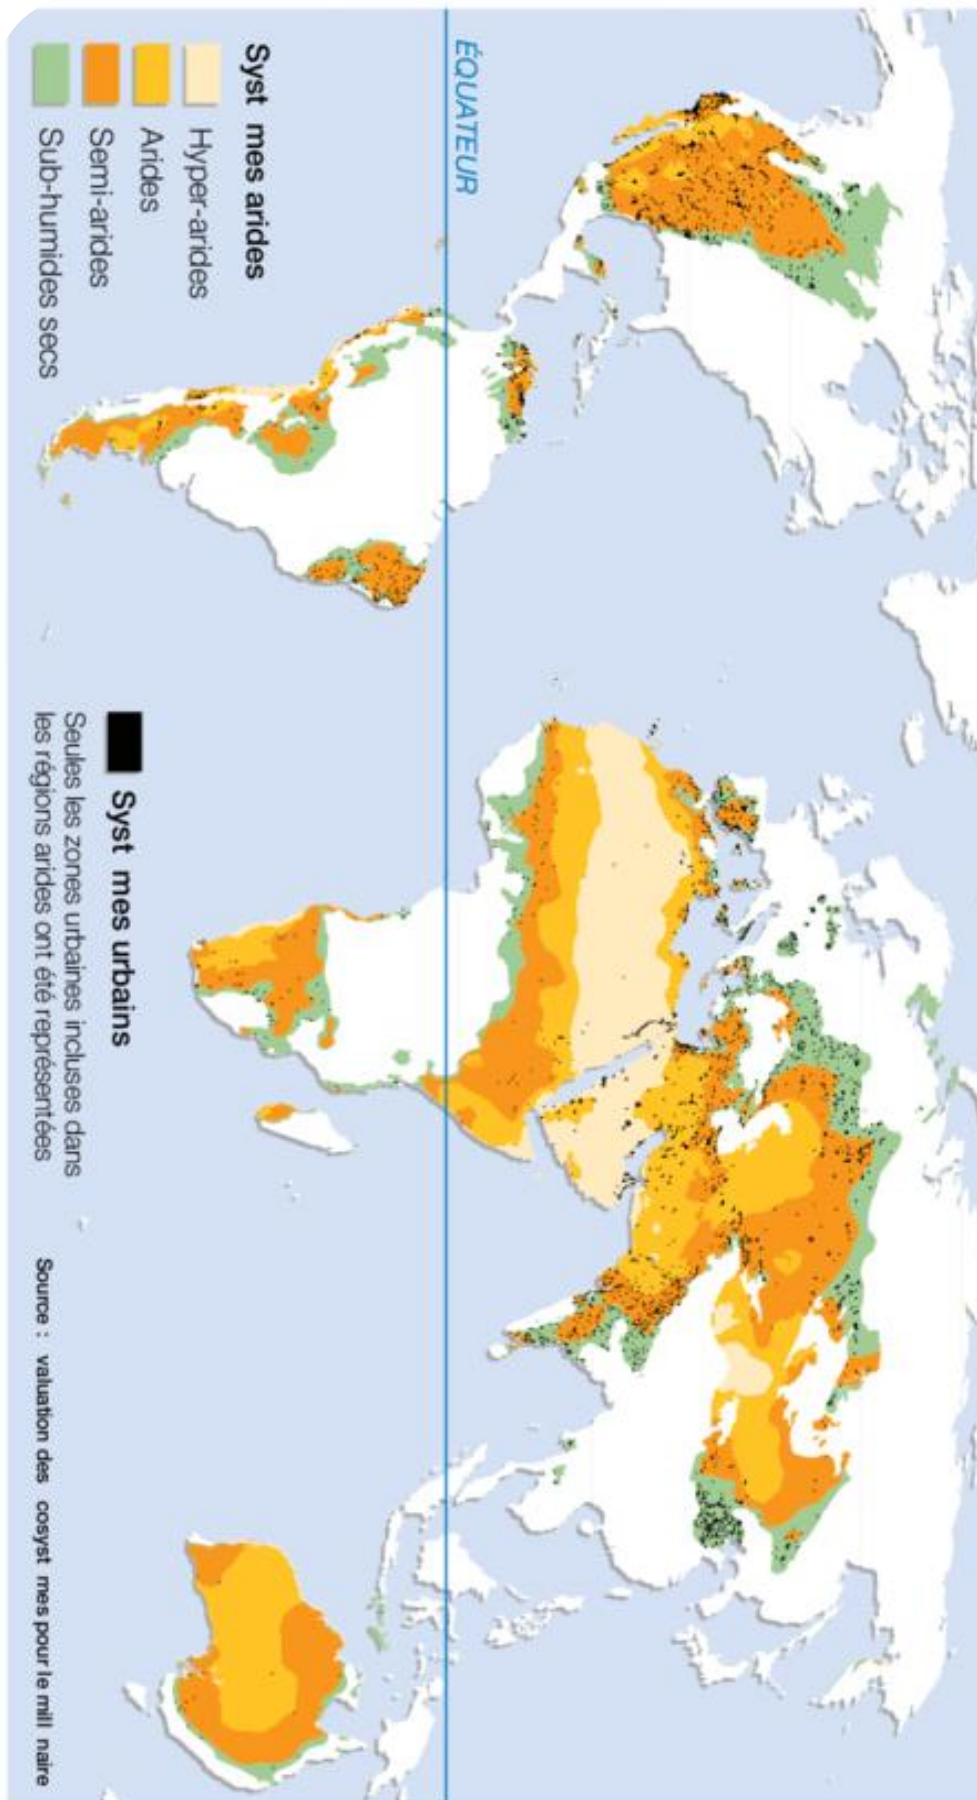 ÉQUATEUR
Syst mes arides
Hyper-arides
Arides
Semi-arides
Sub-humides secs
Syst mes urbains
Seules les zones urbaines incluses dans
les régions arides ont été représentées
Source : valuation des cosyst mes pour le mill naire